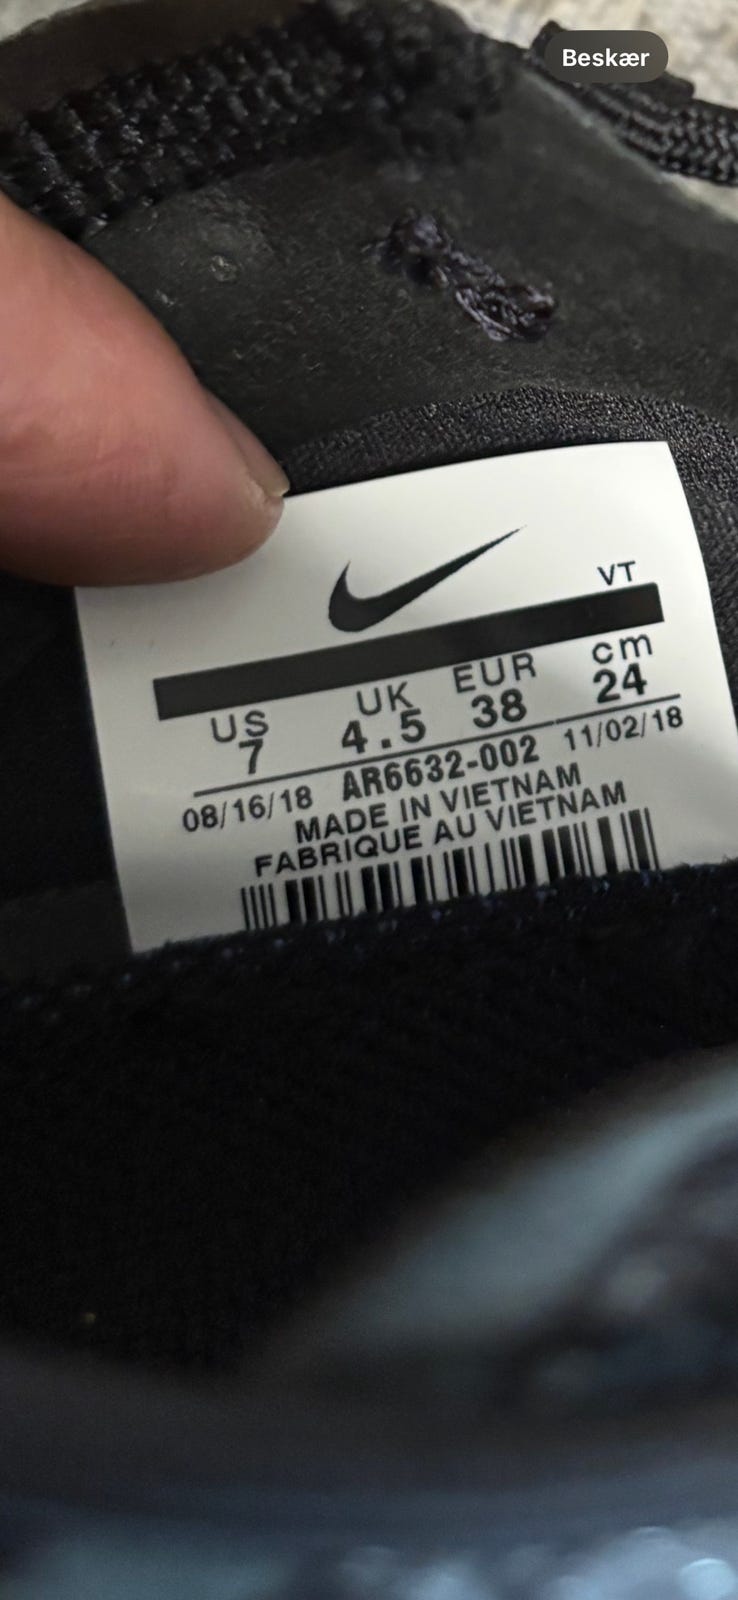 Beskær
VT
US UK EUR cm
7 4.5 38 24
08/16/18 AR6632-002 11/02/18
MADE IN VIETNAM
FABRIQUE AU VIETNAM